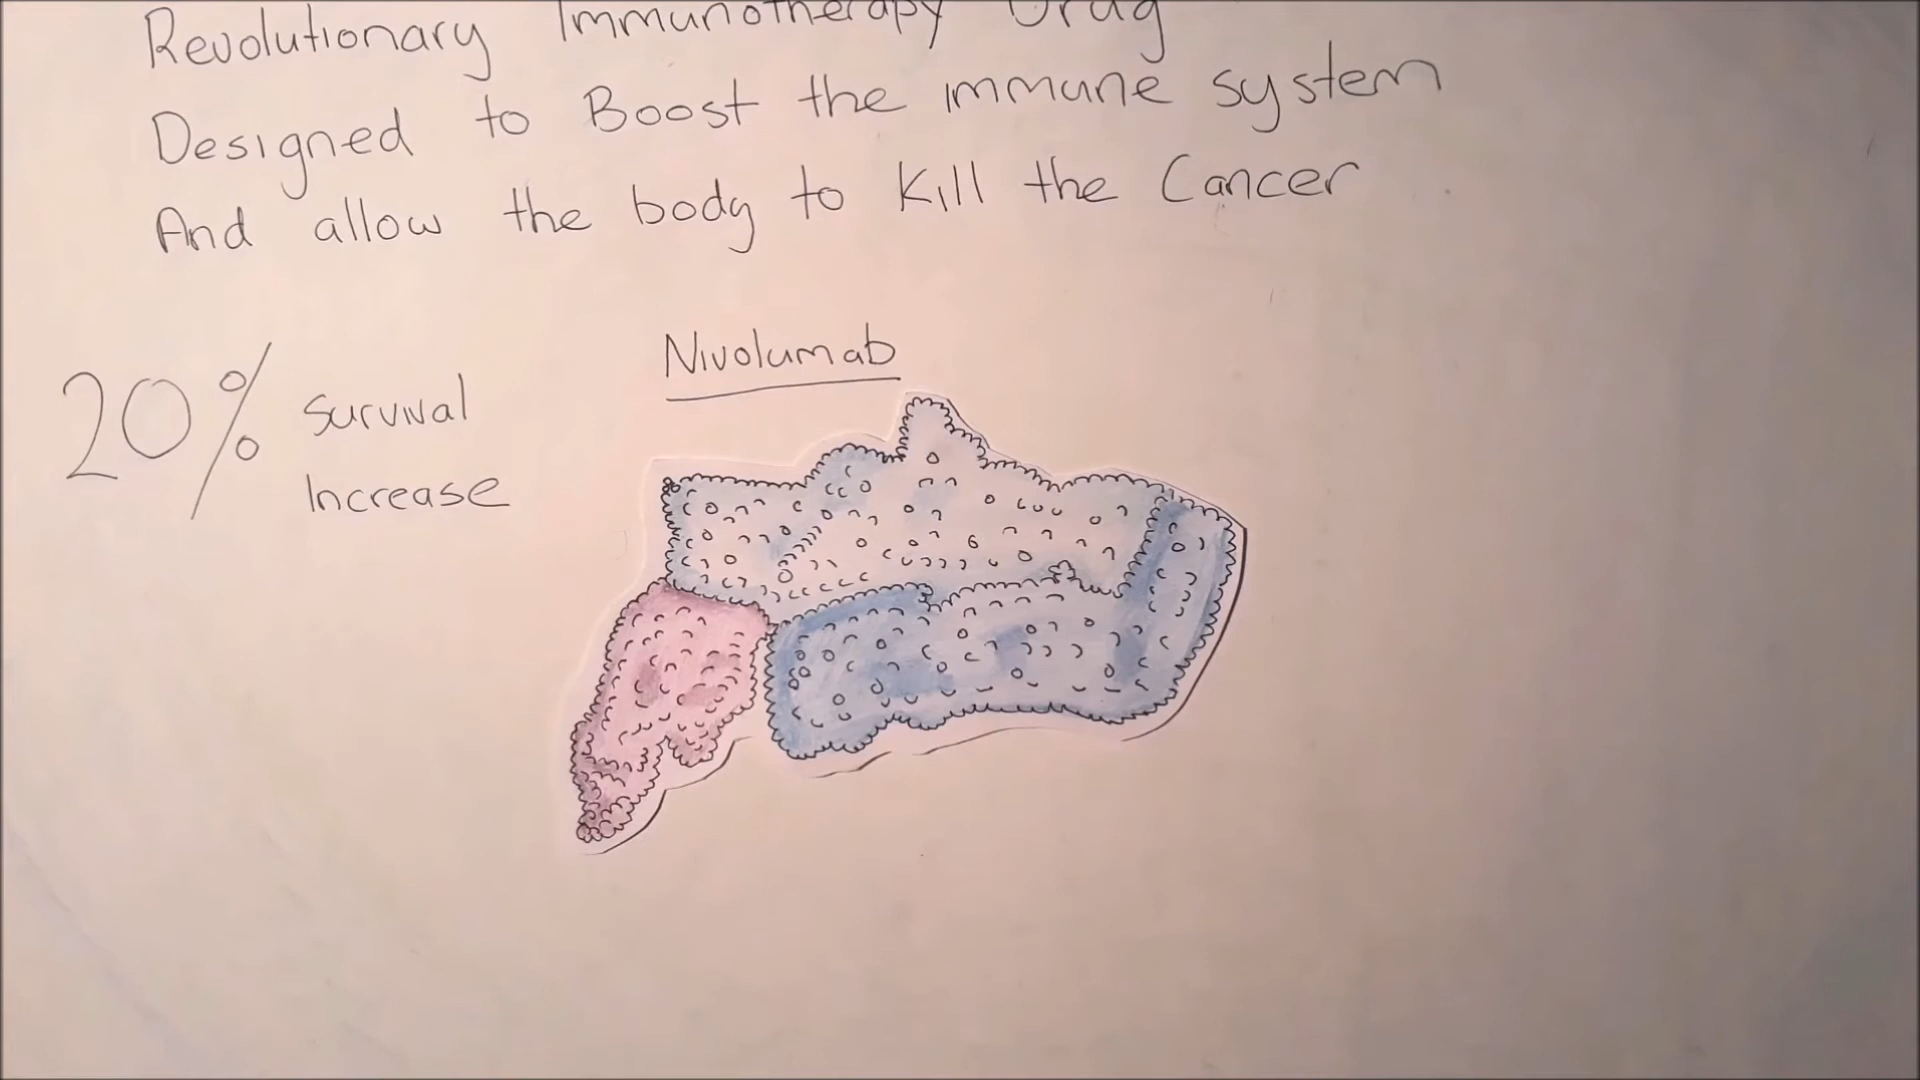 Revolutionary Immunotherapy Drug
Designed to Boost the immune system
And allow the body to Kill the Cancer
Nivolumab
20% Survival
Increase